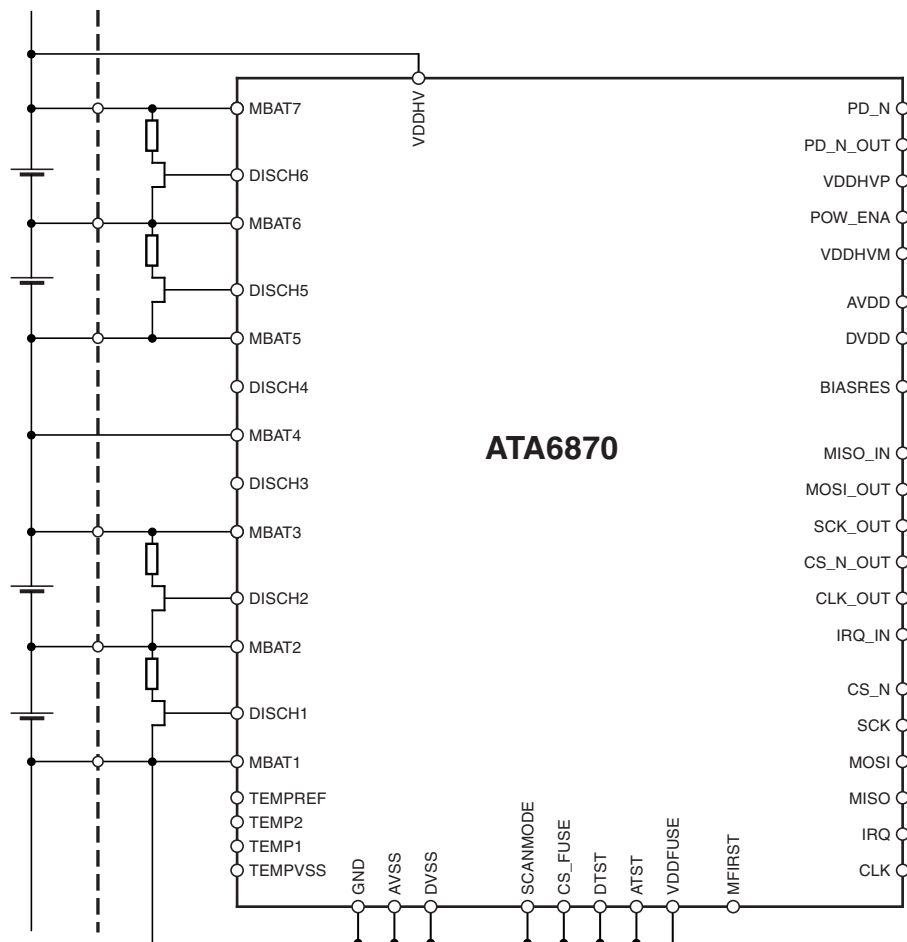 VDDHV
MBAT7
DISCH6
MBAT6
DISCH5
MBAT5
DISCH4
MBAT4
DISCH3
MBAT3
DISCH2
MBAT2
DISCH1
MBAT1
TEMPREF
TEMP2
TEMP1
TEMPVSS
ATA6870
PD_N
PD_N_OUT
VDDHVP
POW_ENA
VDDHVM
AVDD
DVDD
BIASRES
MISO_IN
MOSI_OUT
SCK_OUT
CS_N_OUT
CLK_OUT
IRQ_IN
CS_N
SCK
MOSI
MISO
IRQ
CLK
GND
AVSS
DVSS
SCANMODE
CS_FUSE
DTST
ATST
VDDFUSE
MFIRST